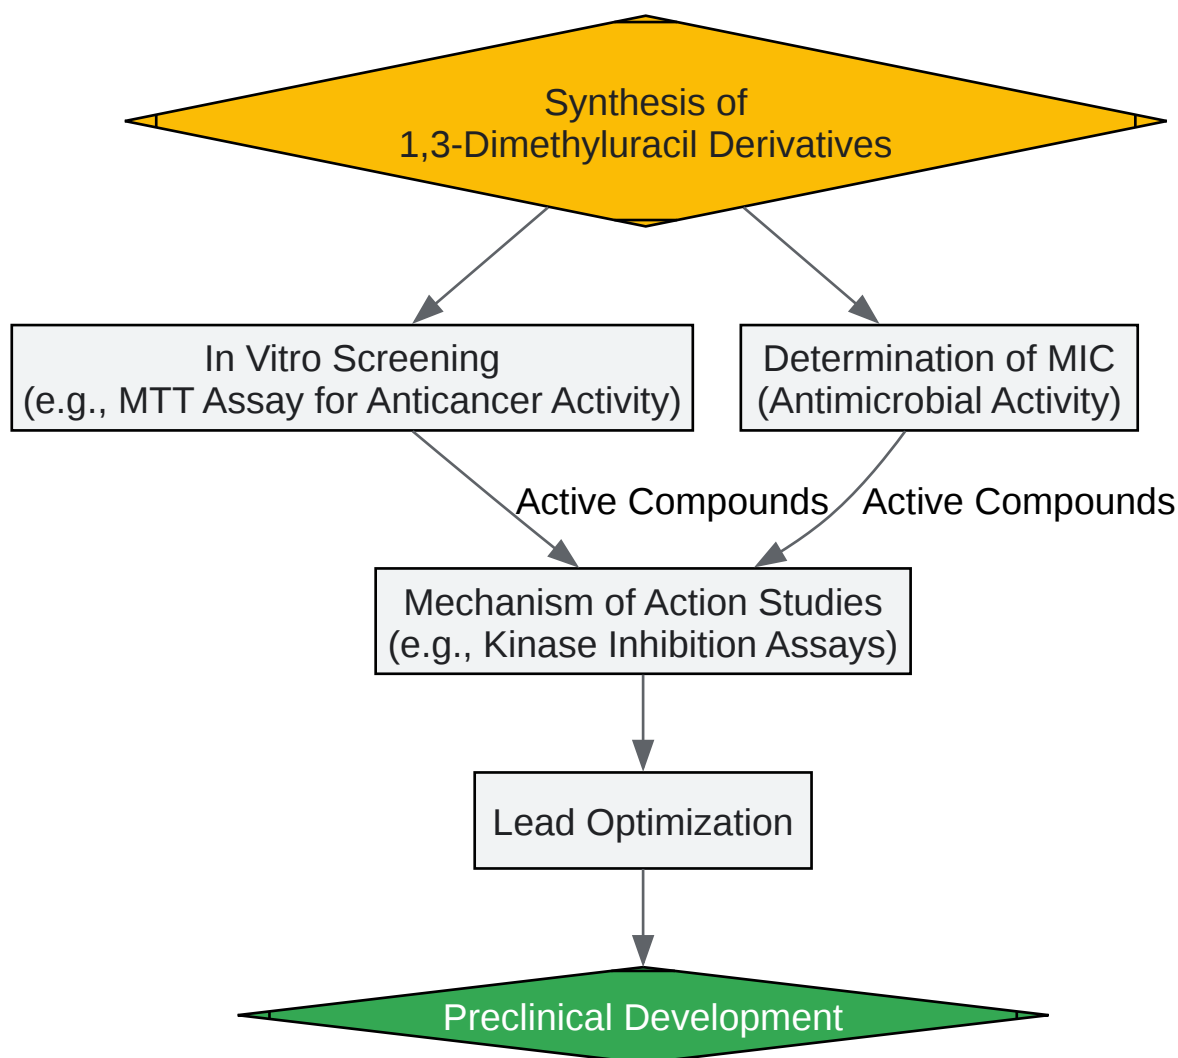 Synthesis of
1,3-Dimethyluracil Derivatives
In Vitro Screening
(e.g., MTT Assay for Anticancer Activity)
Determination of MIC
(Antimicrobial Activity)
Active Compounds
Active Compounds
Mechanism of Action Studies
(e.g., Kinase Inhibition Assays)
Lead Optimization
Preclinical Development